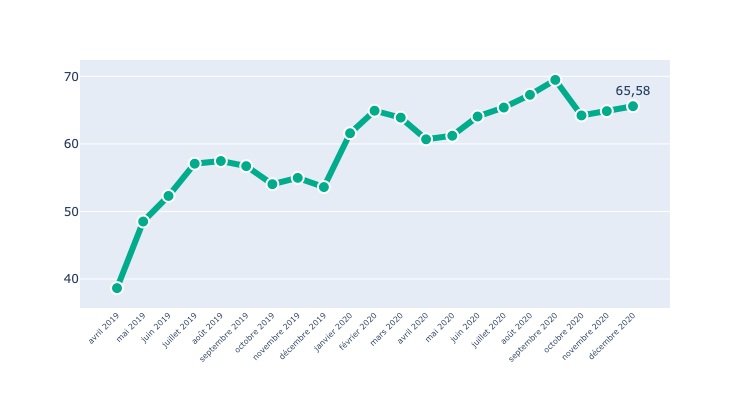 70
60
50
40
65,58
avril 2019
mai 2019
juin 2019
juillet 2019
août 2019
septembre 2019
octobre 2019
novembre 2019
décembre 2019
janvier 2020
février 2020
mars 2020
avril 2020
mai 2020
juin 2020
juillet 2020
août 2020
septembre 2020
octobre 2020
novembre 2020
décembre 2020